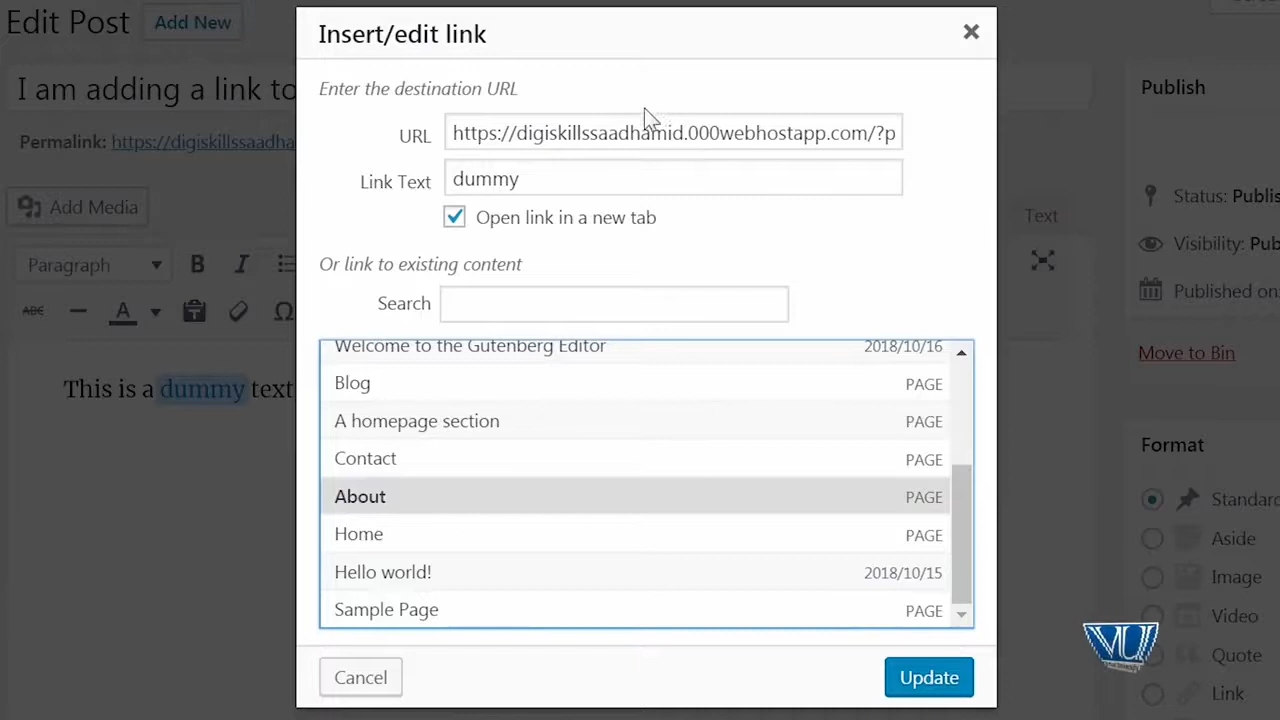 Edit Post Add New
Insert/edit link
I am adding a link to
Enter the destination URL
Publish
Permalink: https://digiskillssaadha
URL https://digiskillssaadhamid.000webhostapp.com/?p
Add Media
Link Text dummy
Status: Publis
Open link in a new tab
Text
Visibility: Pub
Paragraph B I
Or link to existing content
Published on:
ABC A Ω
Search
Welcome to the Gutenberg Editor 2018/10/16
Move to Bin
This is a dummy text
Blog PAGE
A homepage section PAGE
Format
Contact PAGE
About PAGE
Standard
Home PAGE
Aside
Hello world! 2018/10/15
Image
Sample Page PAGE
Video
VU
Quote
Cancel Update
Link